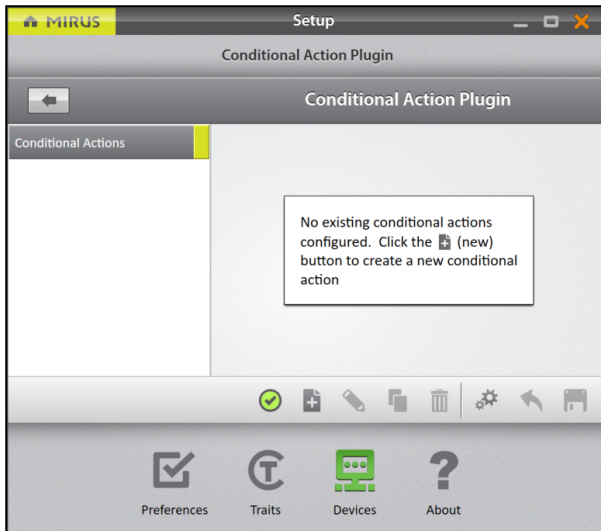 MIRUS
Setup
Conditional Action Plugin
Conditional Action Plugin
Conditional Actions
No existing conditional actions
configured. Click the (new)
button to create a new conditional
action
Preferences
Traits
Devices
About